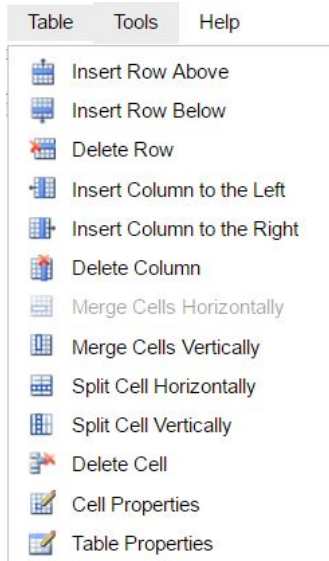 Table Tools Help
Insert Row Above
Insert Row Below
Delete Row
Insert Column to the Left
Insert Column to the Right
Delete Column
Merge Cells Horizontally
Merge Cells Vertically
Split Cell Horizontally
Split Cell Vertically
Delete Cell
Cell Properties
Table Properties